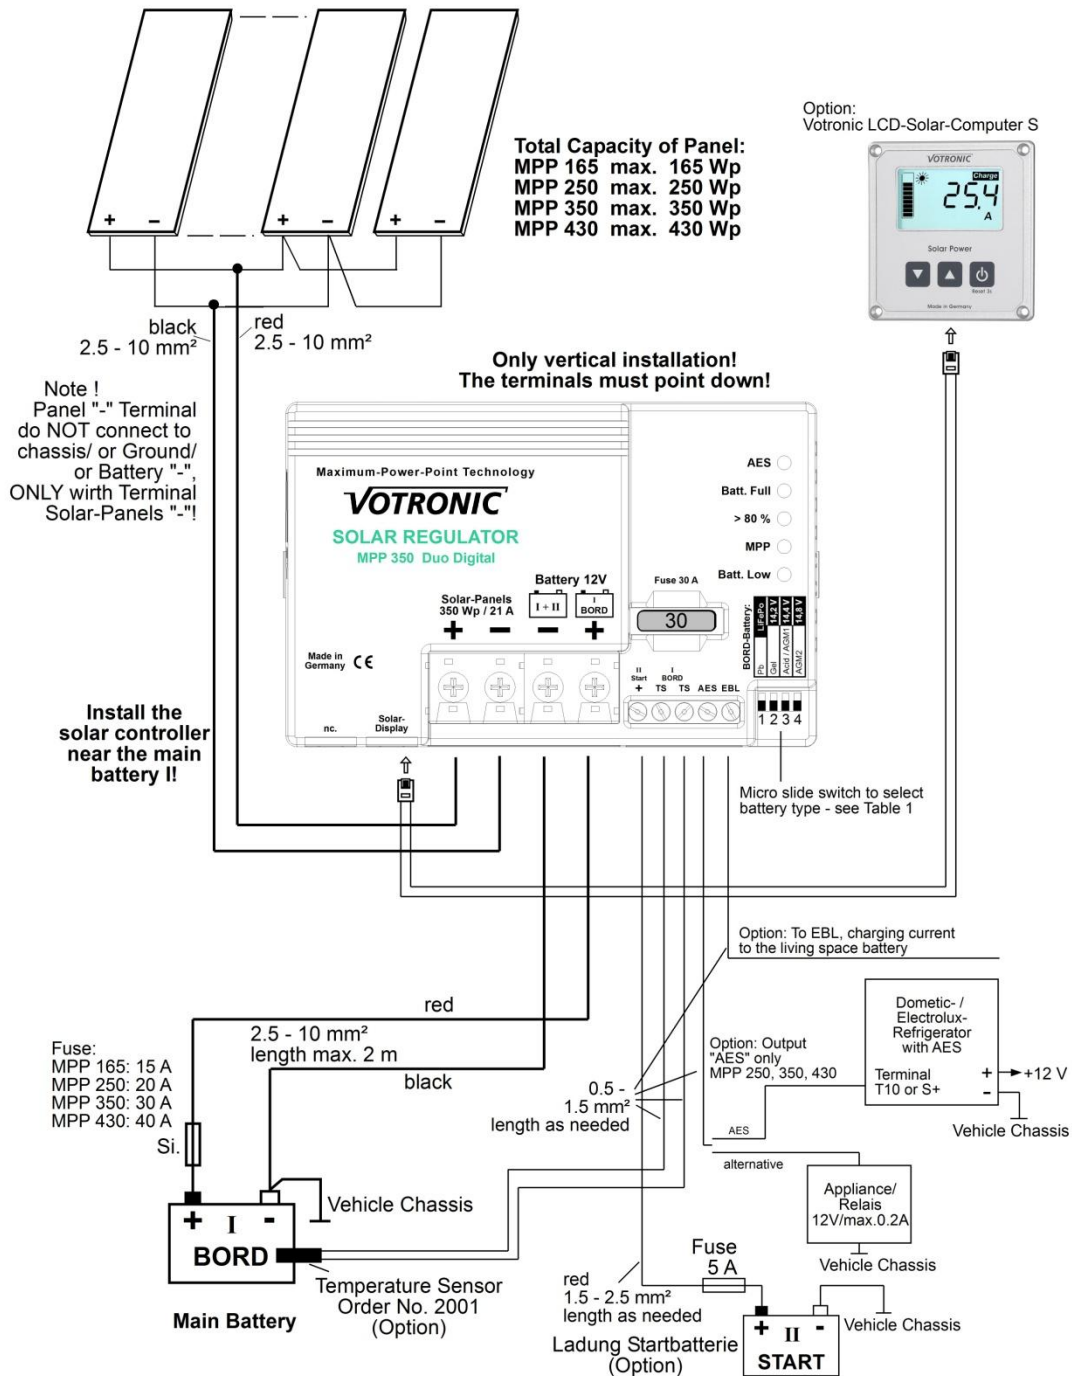 + -
+ -
+ -
Total Capacity of Panel:
MPP 165 max. 165 Wp
MPP 250 max. 250 Wp
MPP 350 max. 350 Wp
MPP 430 max. 430 Wp
Option:
Votronic LCD-Solar-Computer S
VOTRONIC
Charge
25,4
A
Solar Power
Reset 3s
Made in Germany
black
2.5 - 10 mm²
red
2.5 - 10 mm²
Note !
Panel "-" Terminal
do NOT connect to
chassis/ or Ground/
or Battery "-",
ONLY wirth Terminal
Solar-Panels "-"!
Only vertical installation!
The terminals must point down!
Maximum-Power-Point Technology
VOTRONIC
SOLAR REGULATOR
MPP 350 Duo Digital
AES
Batt. Full
> 80 %
MPP
Batt. Low
Solar-Panels
350 Wp / 21 A
Battery 12V
I + II
I
BORD
+ - - +
Fuse 30 A
30
BORD-Battery:
LiFePo
14,2 V
14,4 V
14,8 V
Pb
Gel
Acid / AGM1
AGM2
Made in
Germany CE
II
Start
+
I
BORD
TS TS AES EBL
1 2 3 4
nc.
Solar-
Display
Install the
solar controller
near the main
battery I!
Micro slide switch to select
battery type - see Table 1
Option: To EBL, charging current
to the living space battery
red
2.5 - 10 mm²
length max. 2 m
black
Fuse:
MPP 165: 15 A
MPP 250: 20 A
MPP 350: 30 A
MPP 430: 40 A
Si.
Option: Output
"AES" only
MPP 250, 350, 430
0.5 -
1.5 mm²
length as needed
Dometic- /
Electrolux-
Refrigerator
with AES
Terminal
T10 or S+
+
-
+12 V
Vehicle Chassis
AES
alternative
Appliance/
Relais
12V/max.0.2A
Vehicle Chassis
Vehicle Chassis
+ I -
BORD
Main Battery
Temperature Sensor
Order No. 2001
(Option)
red
1.5 - 2.5 mm²
length as needed
Fuse
5 A
Ladung Startbatterie
(Option)
+ II -
START
Vehicle Chassis